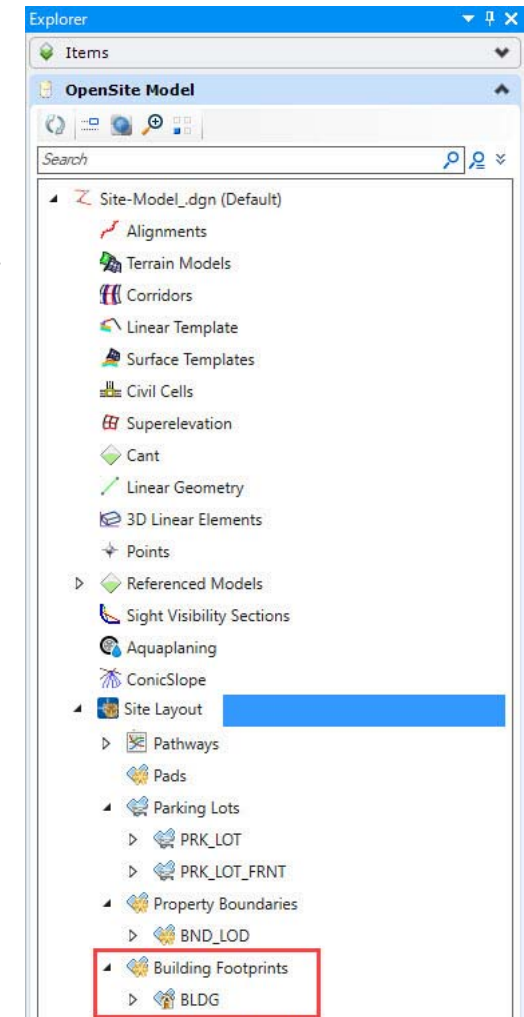 Explorer
Items
OpenSite Model
Search
Site-Model_.dgn (Default)
Alignments
Terrain Models
Corridors
Linear Template
Surface Templates
Civil Cells
Superelevation
Cant
Linear Geometry
3D Linear Elements
Points
Referenced Models
Sight Visibility Sections
Aquaplaning
ConicSlope
Site Layout
Pathways
Pads
Parking Lots
PRK_LOT
PRK_LOT_FRNT
Property Boundaries
BND_LOD
Building Footprints
BLDG